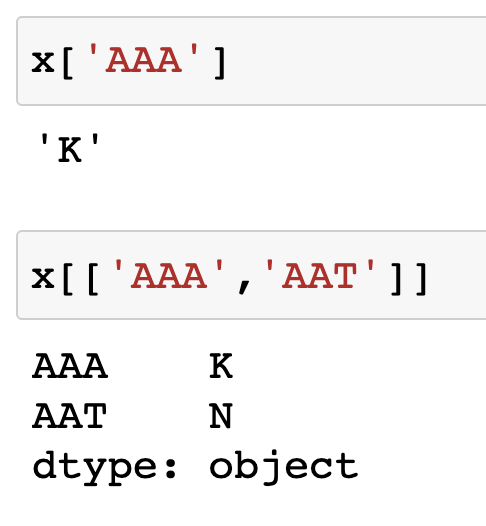 x['AAA']
'K'
x[['AAA','AAT']]
AAA    K
AAT    N
dtype: object